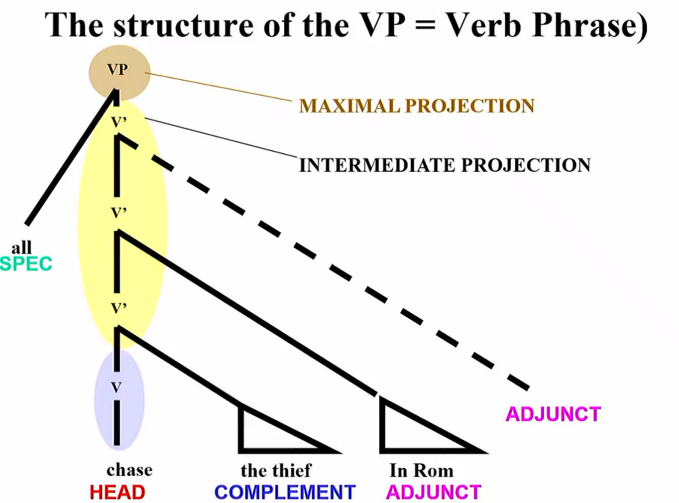 The structure of the VP = Verb Phrase)
VP
MAXIMAL PROJECTION
V’
INTERMEDIATE PROJECTION
V’
all
SPEC
V’
V
ADJUNCT
chase
the thief
In Rom
HEAD
COMPLEMENT
ADJUNCT